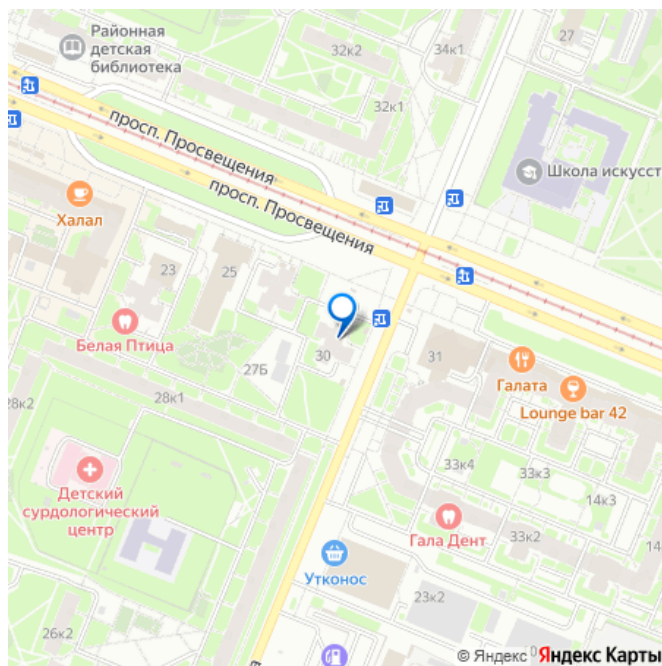 Районная
детская
библиотека
32к2
34к1
27
32к1
просп. Просвещения
просп. Просвещения
Школа искусст
Халал
23
25
Белая Птица
30
27Б
31
Галата
Lounge bar 42
28к2
28к1
33к4
33к3
14к3
Детский
сурдологический
центр
Гала Дент
33к2
14
Утконос
23к2
26к2
© Яндекс
Яндекс Карты